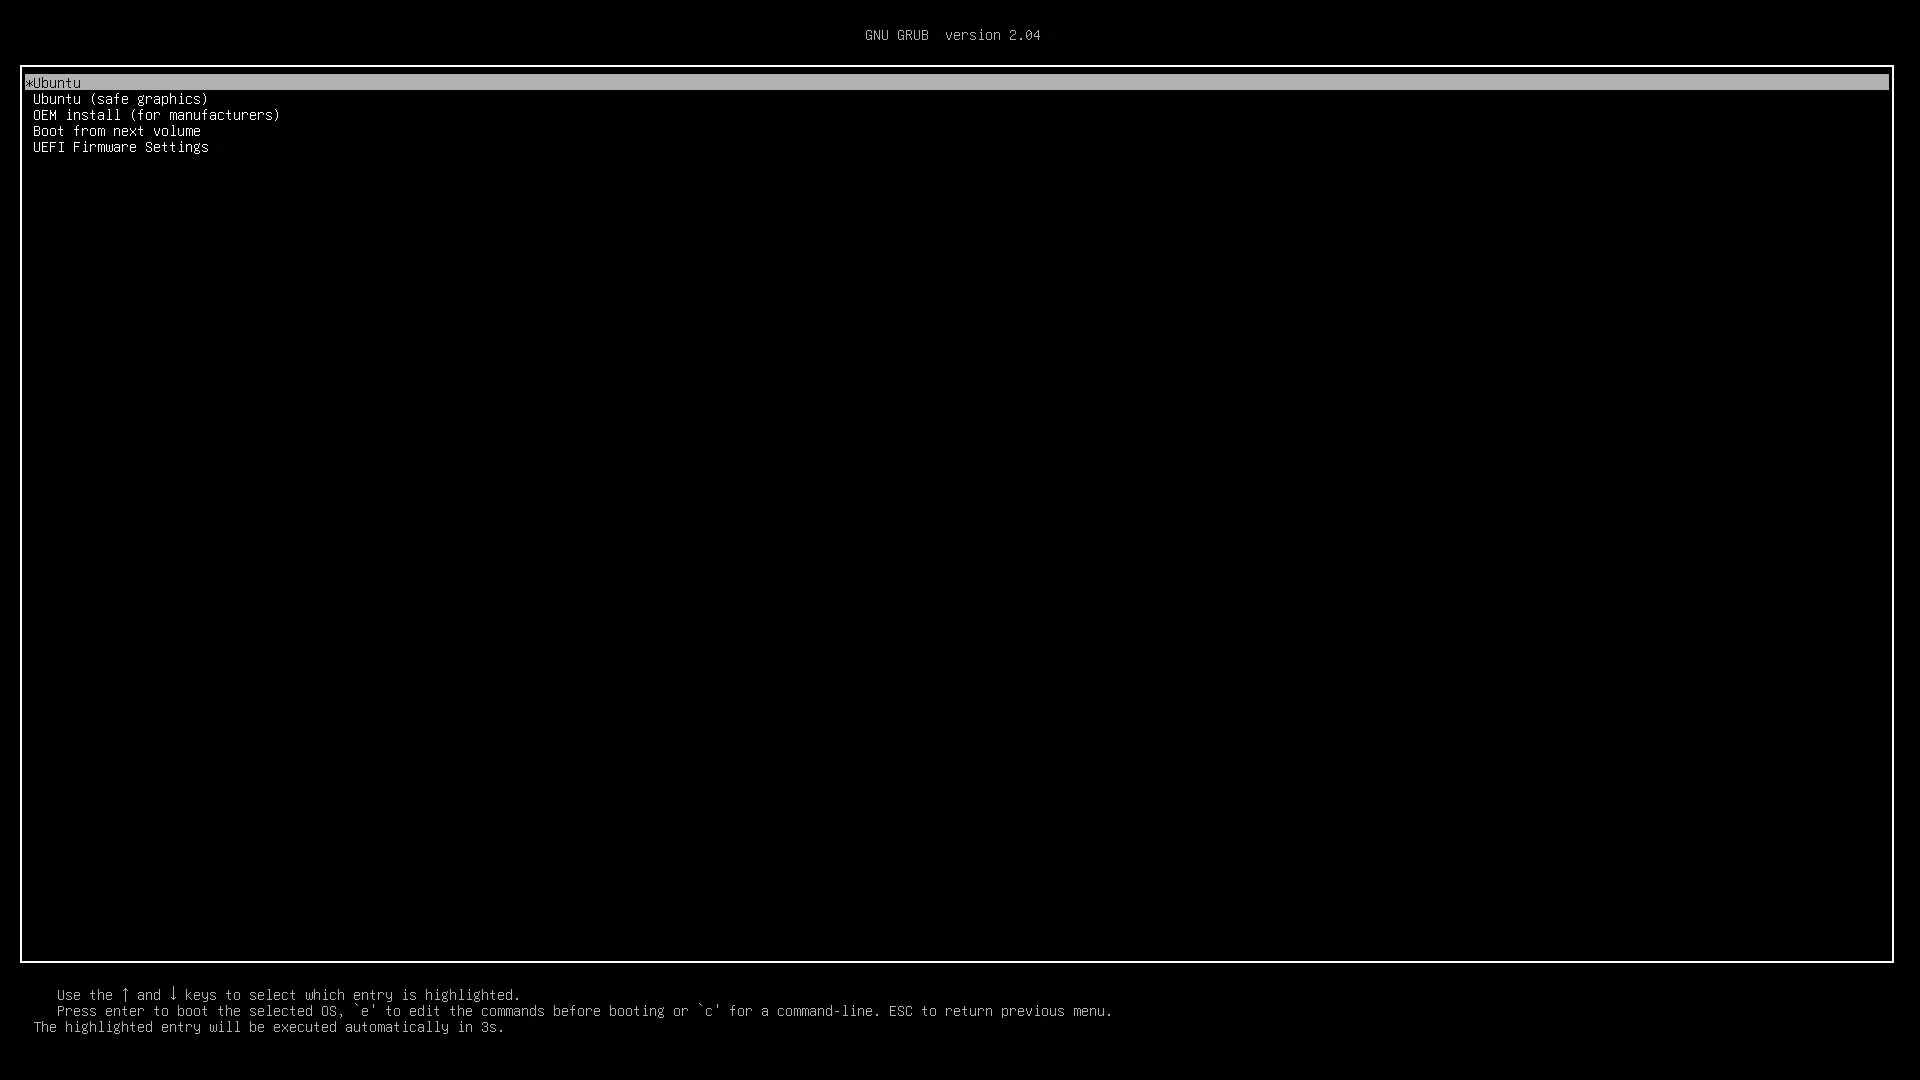 GNU GRUB  version 2.04
*Ubuntu
Ubuntu (safe graphics)
OEM install (for manufacturers)
Boot from next volume
UEFI Firmware Settings
Use the ↑ and ↓ keys to select which entry is highlighted.
Press enter to boot the selected OS, `e' to edit the commands before booting or `c' for a command-line. ESC to return previous menu.
The highlighted entry will be executed automatically in 3s.